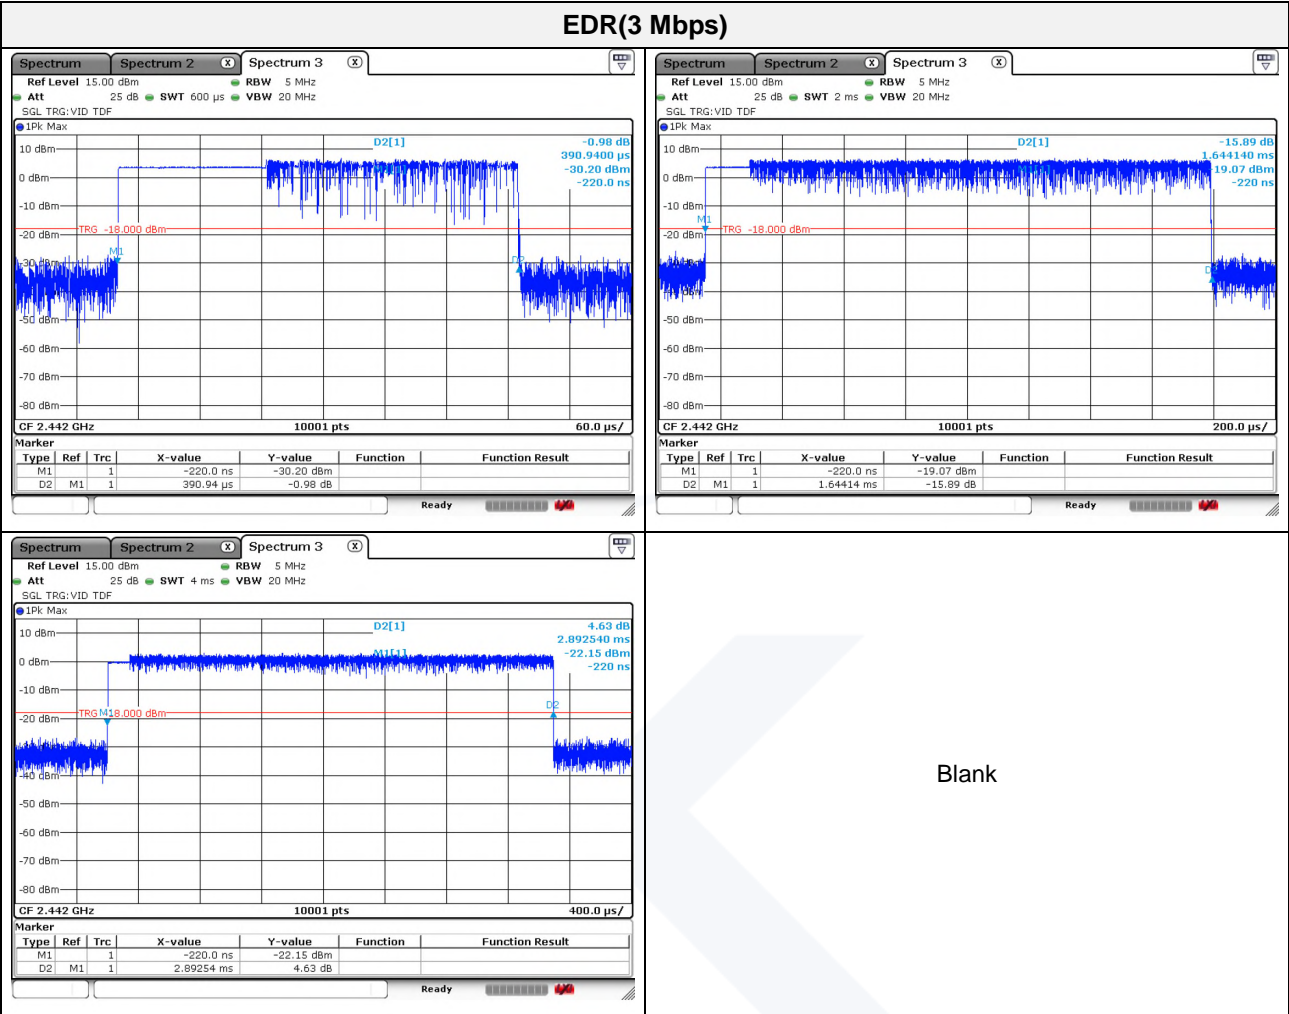 EDR(3 Mbps)
Spectrum Spectrum 2 X Spectrum 3 X
Ref Level 15.00 dBm RBW 5 MHz
Att 25 dB SWT 600 µs VBW 20 MHz
SGL TRG:VID TDF
1Pk Max
D2[1] -0.98 dB
390.9400 µs
-30.20 dBm
-220.0 ns
10 dBm
0 dBm
-10 dBm
-20 dBm
TRG -18.000 dBm
M1
D2
-30 dBm
-50 dBm
-60 dBm
-70 dBm
-80 dBm
CF 2.442 GHz 10001 pts 60.0 µs/
Marker
Type Ref Trc X-value Y-value Function Function Result
M1 1 -220.0 ns -30.20 dBm
D2 M1 1 390.94 µs -0.98 dB
Ready
Spectrum Spectrum 2 X Spectrum 3 X
Ref Level 15.00 dBm RBW 5 MHz
Att 25 dB SWT 2 ms VBW 20 MHz
SGL TRG:VID TDF
1Pk Max
D2[1] -15.89 dB
1.644140 ms
-19.07 dBm
-220 ns
10 dBm
0 dBm
-10 dBm
M1
-20 dBm
TRG -18.000 dBm
-50 dBm
-60 dBm
-70 dBm
-80 dBm
CF 2.442 GHz 10001 pts 200.0 µs/
Marker
Type Ref Trc X-value Y-value Function Function Result
M1 1 -220.0 ns -19.07 dBm
D2 M1 1 1.64414 ms -15.89 dB
Ready
Spectrum Spectrum 2 X Spectrum 3 X
Ref Level 15.00 dBm RBW 5 MHz
Att 25 dB SWT 4 ms VBW 20 MHz
SGL TRG:VID TDF
1Pk Max
D2[1] 4.63 dB
2.892540 ms
M1[1] -22.15 dBm
-220 ns
10 dBm
0 dBm
-10 dBm
D2
TRG M1 18.000 dBm
-20 dBm
-40 dBm
-50 dBm
-60 dBm
-70 dBm
-80 dBm
CF 2.442 GHz 10001 pts 400.0 µs/
Marker
Type Ref Trc X-value Y-value Function Function Result
M1 1 -220.0 ns -22.15 dBm
D2 M1 1 2.89254 ms 4.63 dB
Ready
Blank